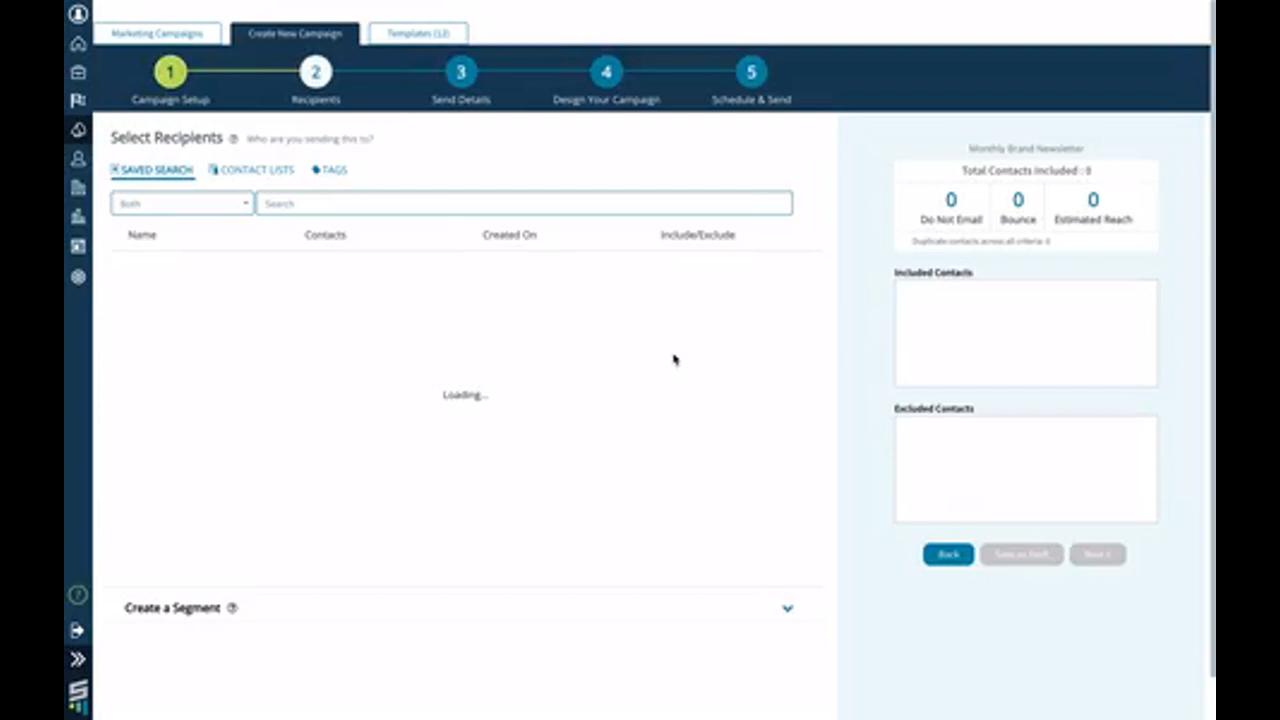 Marketing Campaigns
Create New Campaign
Templates (12)
1
2
3
4
5
Campaign Setup
Recipients
Send Details
Design Your Campaign
Schedule & Send
Select Recipients
Who are you sending this to?
SAVED SEARCH
CONTACT LISTS
TAGS
Both
Search
Name
Contacts
Created On
Include/Exclude
Loading...
Create a Segment
Monthly Brand Newsletter
Total Contacts Included : 0
0
0
0
Do Not Email
Bounce
Estimated Reach
Duplicate contacts across all criteria: 0
Included Contacts
Excluded Contacts
Back
Save as Draft
Next